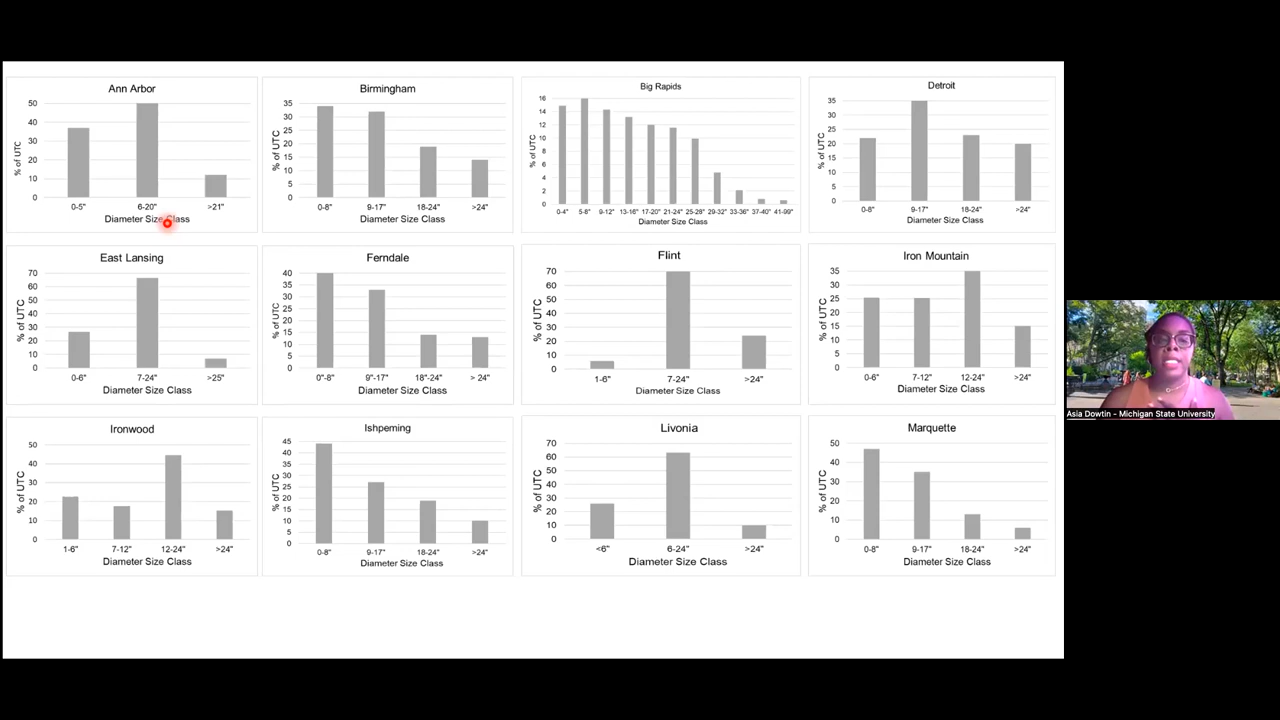 Ann Arbor
% of UTC
50
40
30
20
10
0
0-5" 6-20" >21"
Diameter Size Class
Birmingham
% of UTC
35
30
25
20
15
10
5
0
0-8" 9-17" 18-24" >24"
Diameter Size Class
Big Rapids
% of UTC
16
14
12
10
8
6
4
2
0
0-4" 5-8" 9-12" 13-16" 17-20" 21-24" 25-28" 29-32" 33-36" 37-40" 41-99"
Diameter Size Class
Detroit
% of UTC
35
30
25
20
15
10
5
0
0-8" 9-17" 18-24" >24"
Diameter Size Class
East Lansing
% of UTC
70
60
50
40
30
20
10
0
0-6" 7-24" >25"
Diameter Size Class
Ferndale
% of UTC
40
35
30
25
20
15
10
5
0
0"-8" 9"-17" 18"-24" > 24"
Diameter Size Class
Flint
% of UTC
70
60
50
40
30
20
10
0
1-6" 7-24" >24"
Diameter Size Class
Iron Mountain
% of UTC
35
30
25
20
15
10
5
0
0-6" 7-12" 12-24" >24"
Diameter Size Class
Ironwood
% of UTC
50
40
30
20
10
0
1-6" 7-12" 12-24" >24"
Diameter Size Class
Ishpeming
% of UTC
45
40
35
30
25
20
15
10
5
0
0-8" 9-17" 18-24" >24"
Diameter Size Class
Livonia
% of UTC
70
60
50
40
30
20
10
0
<6" 6-24" >24"
Diameter Size Class
Marquette
% of UTC
50
40
30
20
10
0
0-8" 9-17" 18-24" >24"
Diameter Size Class
Asia Dowtin - Michigan State University